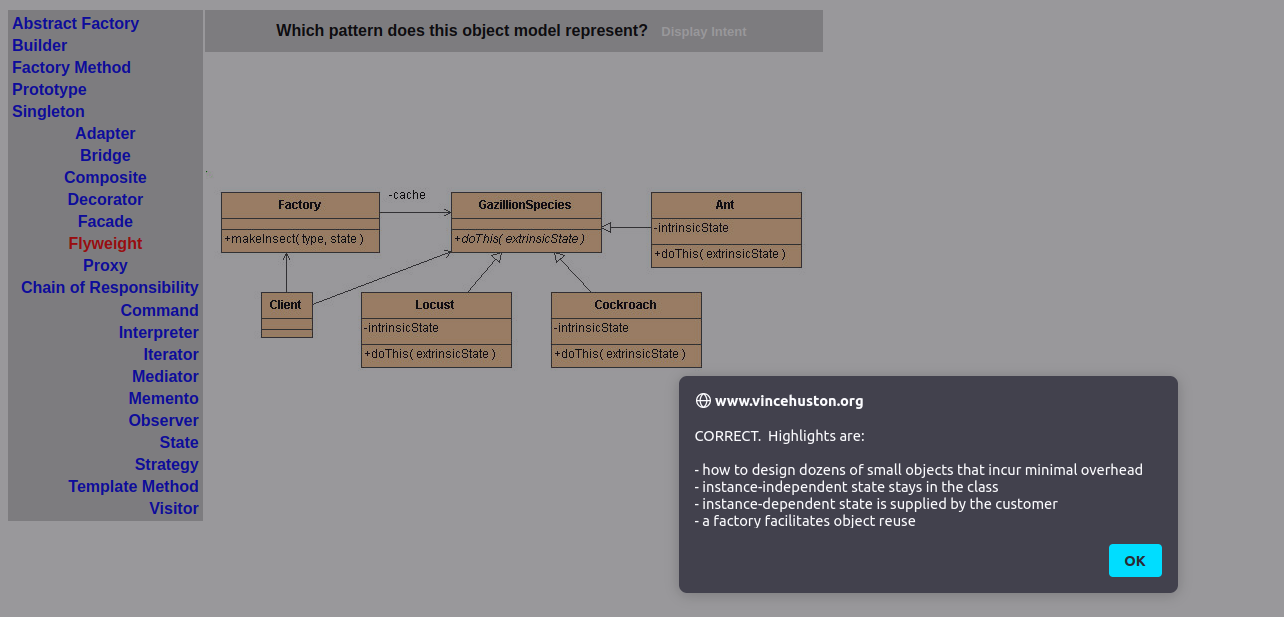 Abstract Factory
Builder
Factory Method
Prototype
Singleton
Adapter
Bridge
Composite
Decorator
Facade
Flyweight
Proxy
Chain of Responsibility
Command
Interpreter
Iterator
Mediator
Memento
Observer
State
Strategy
Template Method
Visitor
Which pattern does this object model represent? Display Intent
Factory
+makeInsect( type, state )
-cache
GazillionSpecies
+doThis( extrinsicState )
Ant
-intrinsicState
+doThis( extrinsicState )
Client
Locust
-intrinsicState
+doThis( extrinsicState )
Cockroach
-intrinsicState
+doThis( extrinsicState )
www.vincehuston.org
CORRECT. Highlights are:
- how to design dozens of small objects that incur minimal overhead
- instance-independent state stays in the class
- instance-dependent state is supplied by the customer
- a factory facilitates object reuse
OK